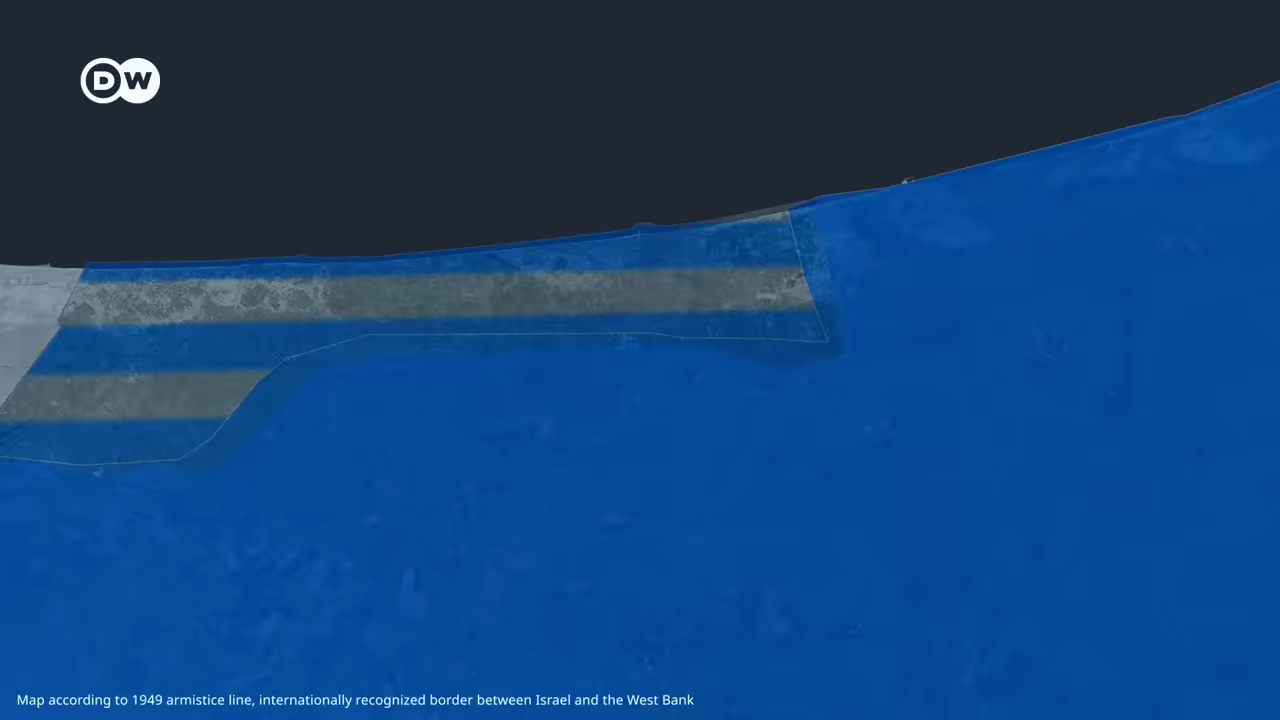 DW
Map according to 1949 armistice line, internationally recognized border between Israel and the West Bank